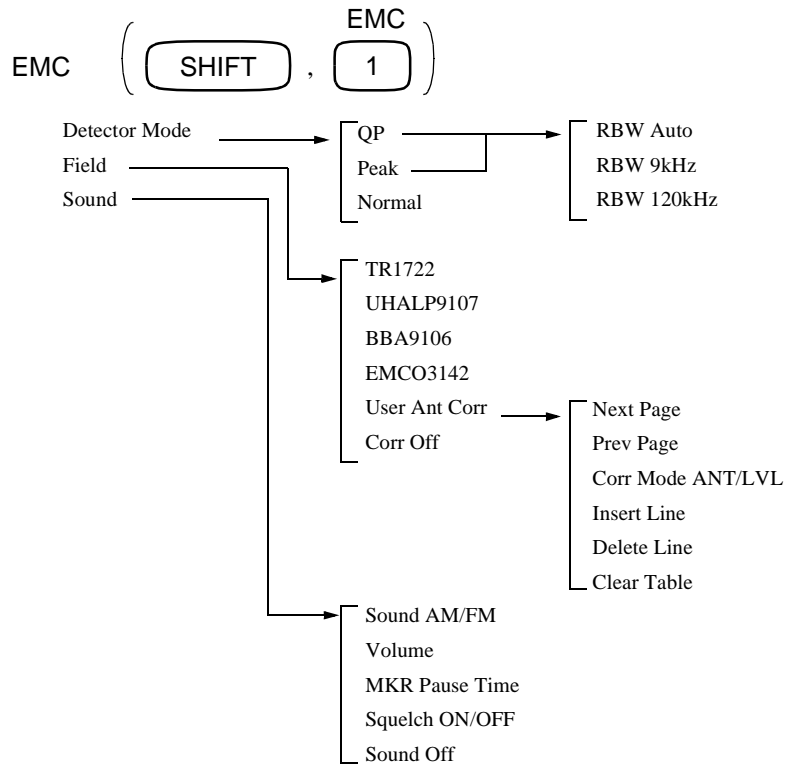 EMC
EMC ( SHIFT , 1 )
Detector Mode
Field
Sound
QP
Peak
Normal
RBW Auto
RBW 9kHz
RBW 120kHz
TR1722
UHALP9107
BBA9106
EMCO3142
User Ant Corr
Corr Off
Next Page
Prev Page
Corr Mode ANT/LVL
Insert Line
Delete Line
Clear Table
Sound AM/FM
Volume
MKR Pause Time
Squelch ON/OFF
Sound Off